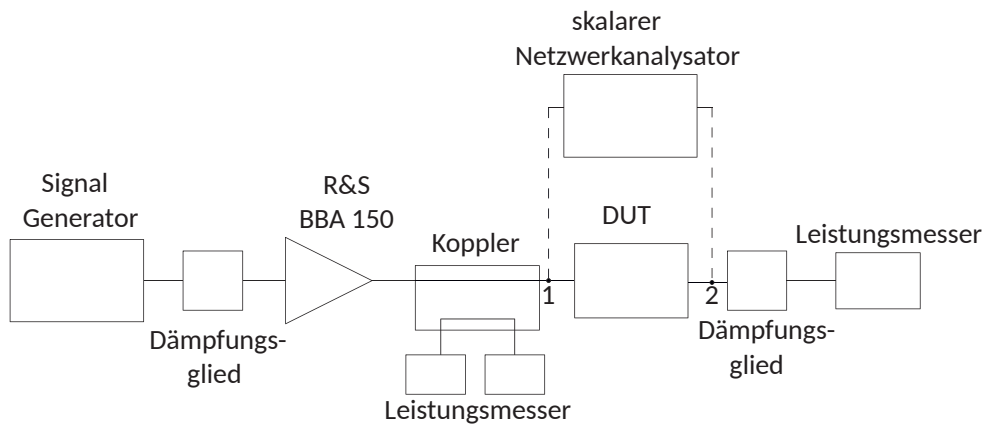 skalarer
Netzwerkanalysator
Signal
Generator
R&S
BBA 150
Koppler
DUT
Leistungsmesser
1
2
Dämpfungs-
glied
Dämpfungs-
glied
Leistungsmesser